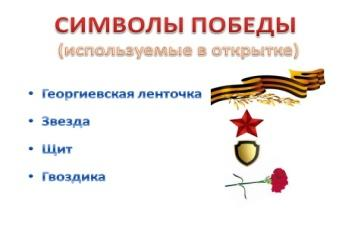 СИМВОЛЫ ПОБЕДЫ
(используемые в открытке)
• Георгиевская ленточка
• Звезда
• Щит
• Гвоздика